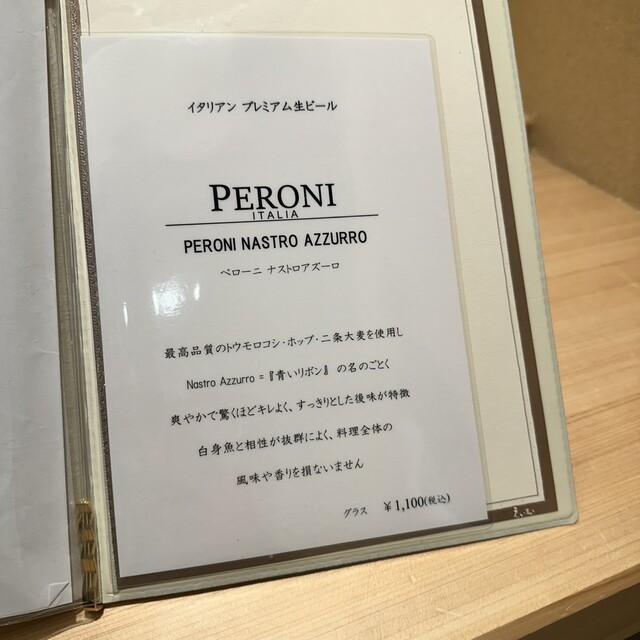 イタリアン プレミアム生ビール
PERONI
ITALIA
PERONI NASTRO AZZURRO
ペローニ ナストロアズーロ
最高品質のトウモロコシ・ホップ・二条大麦を使用し
Nastro Azzurro =『青いリボン』 の名のごとく
爽やかで驚くほどキレよく、すっきりとした後味が特徴
白身魚と相性が抜群によく、料理全体の
風味や香りを損ないません
グラス ￥1,100(税込)